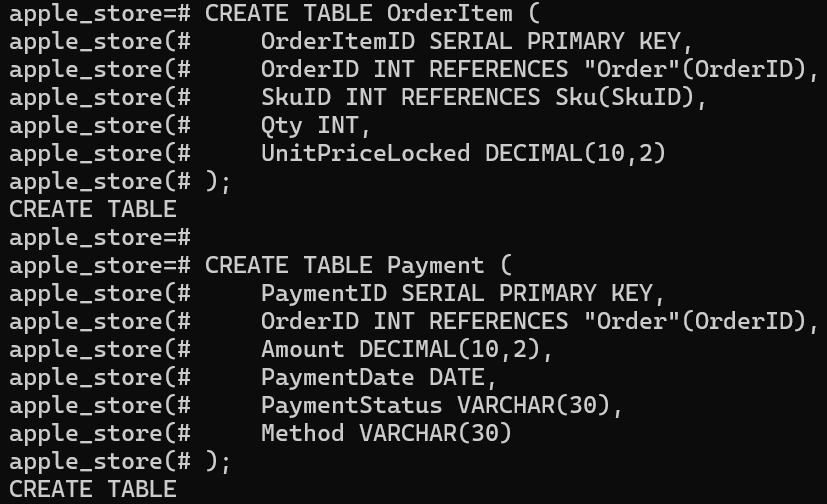 apple_store=# CREATE TABLE OrderItem (
apple_store(#     OrderItemID SERIAL PRIMARY KEY,
apple_store(#     OrderID INT REFERENCES "Order"(OrderID),
apple_store(#     SkuID INT REFERENCES Sku(SkuID),
apple_store(#     Qty INT,
apple_store(#     UnitPriceLocked DECIMAL(10,2)
apple_store(# );
CREATE TABLE
apple_store=#
apple_store=# CREATE TABLE Payment (
apple_store(#     PaymentID SERIAL PRIMARY KEY,
apple_store(#     OrderID INT REFERENCES "Order"(OrderID),
apple_store(#     Amount DECIMAL(10,2),
apple_store(#     PaymentDate DATE,
apple_store(#     PaymentStatus VARCHAR(30),
apple_store(#     Method VARCHAR(30)
apple_store(# );
CREATE TABLE